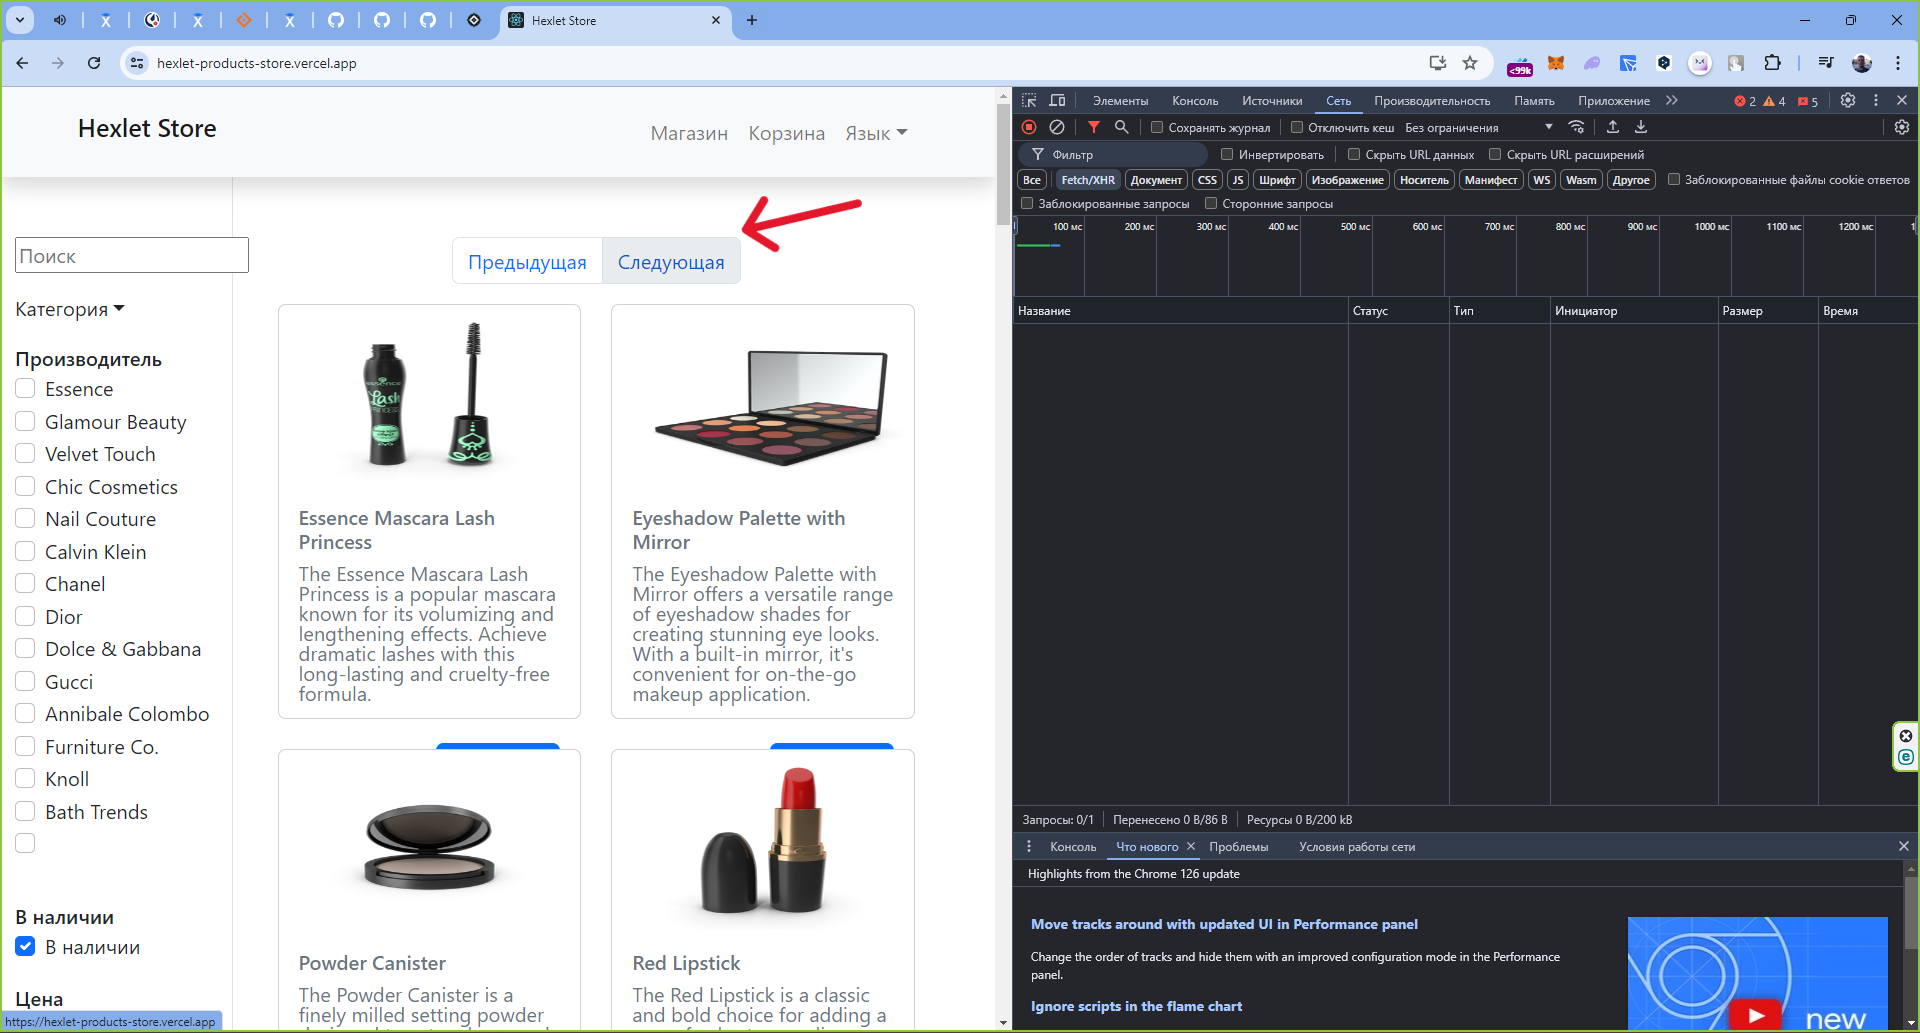 Hexlet Store
hexlet-products-store.vercel.app
<99k
Hexlet Store
Магазин
Корзина
Язык
Поиск
Категория
Производитель
Essence
Glamour Beauty
Velvet Touch
Chic Cosmetics
Nail Couture
Calvin Klein
Chanel
Dior
Dolce & Gabbana
Gucci
Annibale Colombo
Furniture Co.
Knoll
Bath Trends
В наличии
В наличии
Цена
https://hexlet-products-store.vercel.app
Предыдущая
Следующая
Essence Mascara Lash
Princess
The Essence Mascara Lash
Princess is a popular mascara
known for its volumizing and
lengthening effects. Achieve
dramatic lashes with this
long-lasting and cruelty-free
formula.
Eyeshadow Palette with
Mirror
The Eyeshadow Palette with
Mirror offers a versatile range
of eyeshadow shades for
creating stunning eye looks.
With a built-in mirror, it's
convenient for on-the-go
makeup application.
Powder Canister
The Powder Canister is a
finely milled setting powder
Red Lipstick
The Red Lipstick is a classic
and bold choice for adding a
Элементы
Консоль
Источники
Сеть
Производительность
Память
Приложение
2
4
5
Сохранять журнал
Отключить кеш
Без ограничения
Фильтр
Инвертировать
Скрыть URL данных
Скрыть URL расширений
Все
Fetch/XHR
Документ
CSS
JS
Шрифт
Изображение
Носитель
Манифест
WS
Wasm
Другое
Заблокированные файлы cookie ответов
Заблокированные запросы
Сторонние запросы
100 мс
200 мс
300 мс
400 мс
500 мс
600 мс
700 мс
800 мс
900 мс
1000 мс
1100 мс
1200 мс
Название
Статус
Тип
Инициатор
Размер
Время
Запросы: 0/1
Перенесено 0 B/86 B
Ресурсы 0 B/200 kB
Консоль
Что нового
Проблемы
Условия работы сети
Highlights from the Chrome 126 update
Move tracks around with updated UI in Performance panel
Change the order of tracks and hide them with an improved configuration mode in the Performance
panel.
Ignore scripts in the flame chart
new